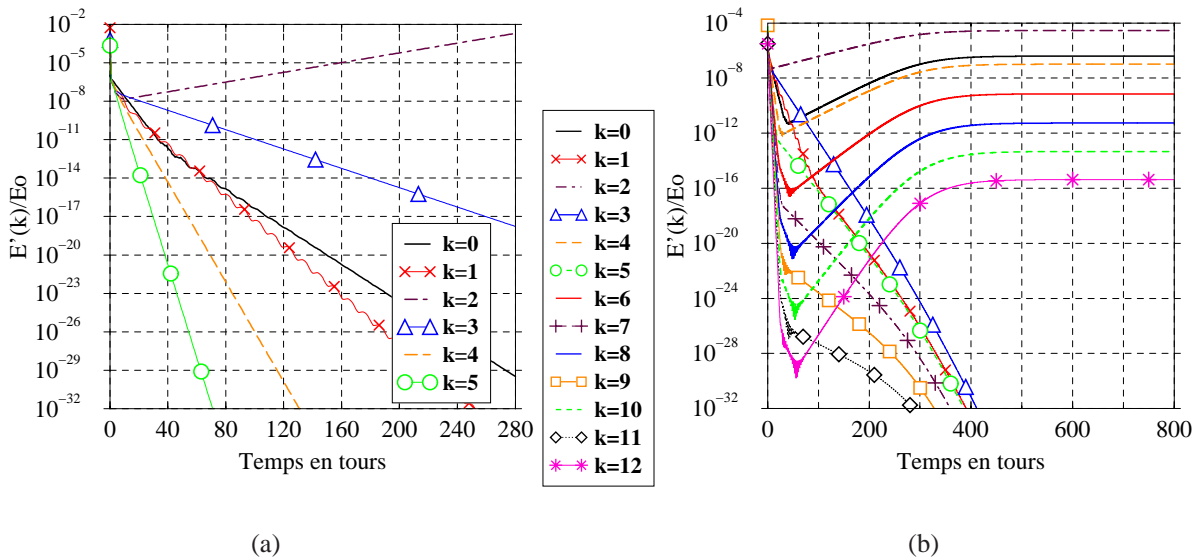 10⁻²
10⁻⁵
10⁻⁸
10⁻¹¹
10⁻¹⁴
10⁻¹⁷
10⁻²⁰
10⁻²³
10⁻²⁶
10⁻²⁹
10⁻³²
E’(k)/Eo
0 40 80 120 160 200 240 280
Temps en tours
k=0
k=1
k=2
k=3
k=4
k=5
(a)
k=0
k=1
k=2
k=3
k=4
k=5
k=6
k=7
k=8
k=9
k=10
k=11
k=12
10⁻⁴
10⁻⁸
10⁻¹²
10⁻¹⁶
10⁻²⁰
10⁻²⁴
10⁻²⁸
10⁻³²
E’(k)/Eo
0 200 400 600 800
Temps en tours
(b)